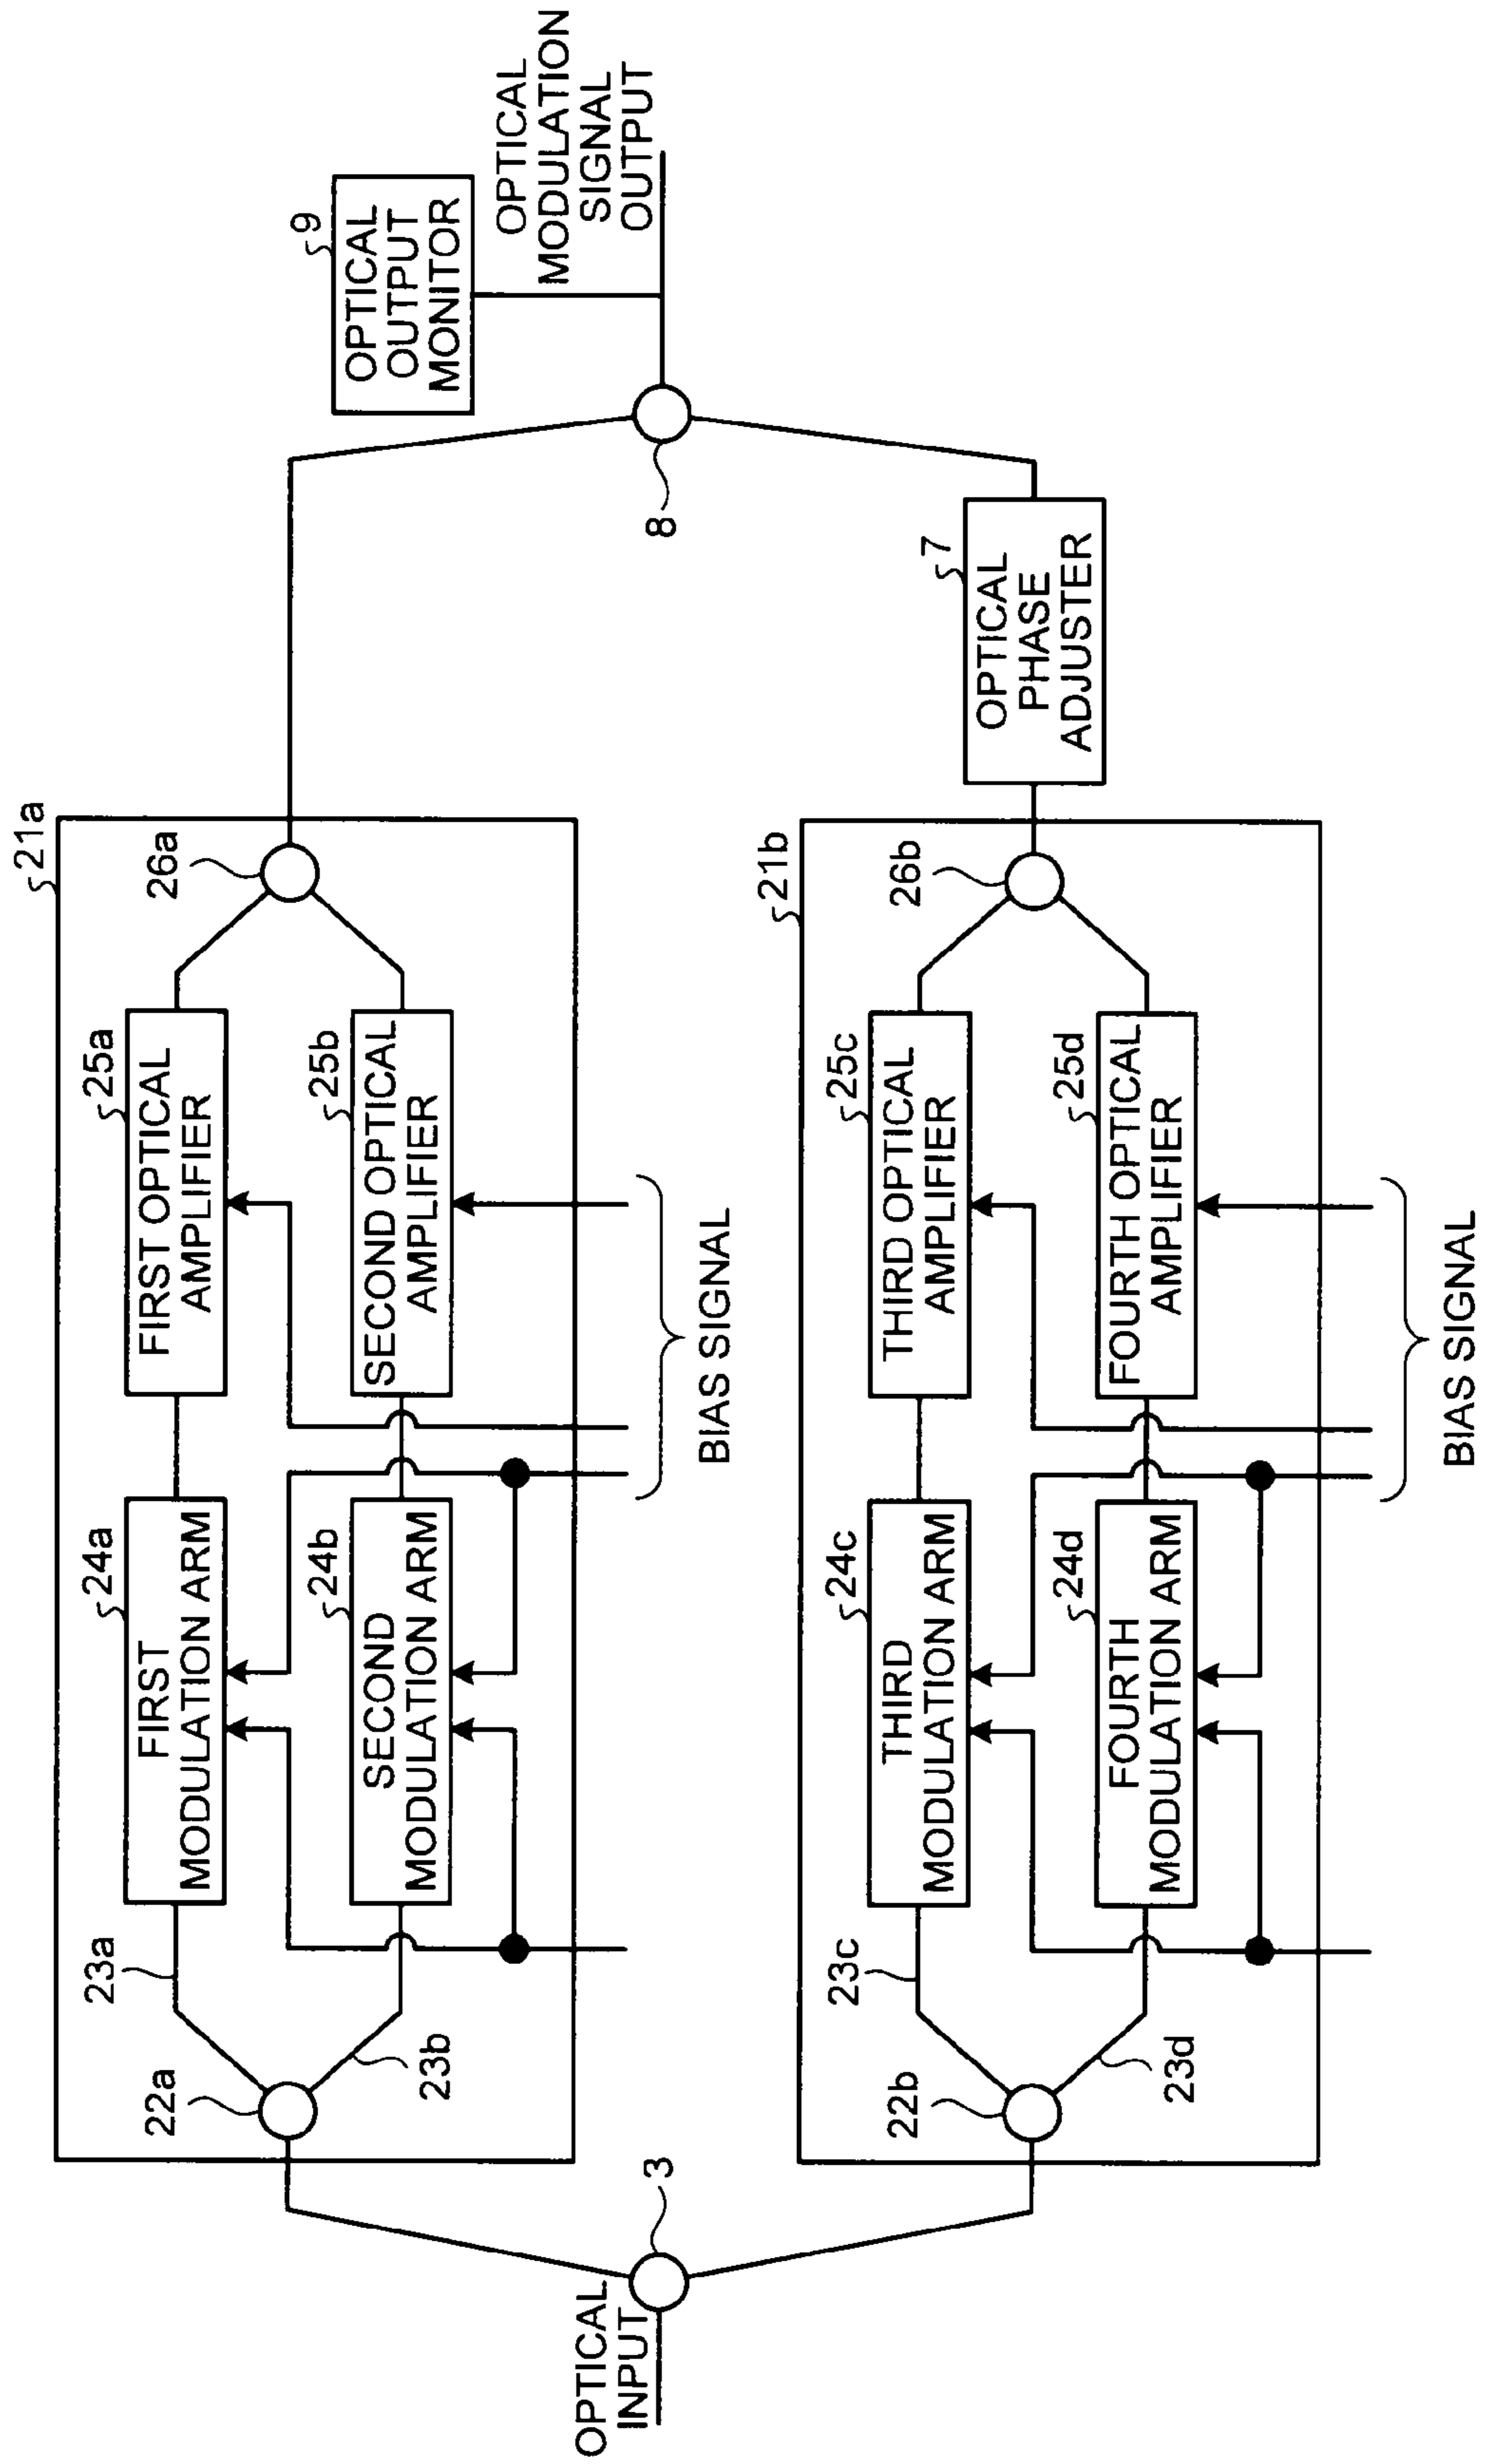 OPTICAL
INPUT
3
21a
22a
23a
23b
24a
FIRST
MODULATION ARM
24b
SECOND
MODULATION ARM
25a
FIRST OPTICAL
AMPLIFIER
25b
SECOND OPTICAL
AMPLIFIER
26a
BIAS SIGNAL
21b
22b
23c
23d
24c
THIRD
MODULATION ARM
24d
FOURTH
MODULATION ARM
25c
THIRD OPTICAL
AMPLIFIER
25d
FOURTH OPTICAL
AMPLIFIER
26b
BIAS SIGNAL
7
OPTICAL
PHASE
ADJUSTER
8
9
OPTICAL
OUTPUT
MONITOR
OPTICAL
MODULATION
SIGNAL
OUTPUT